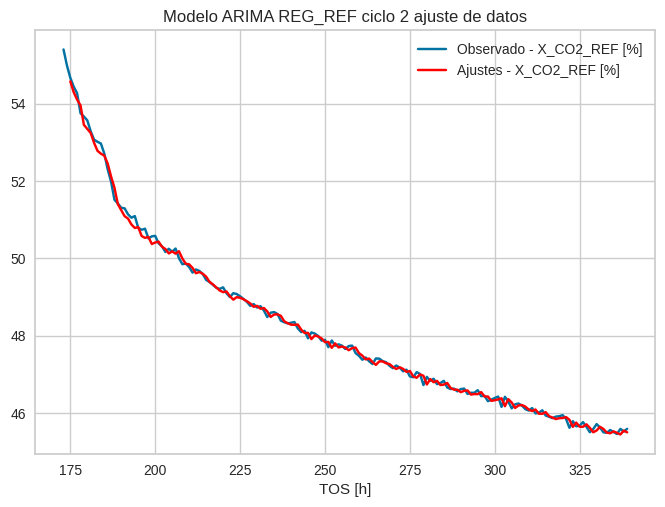 Modelo ARIMA REG_REF ciclo 2 ajuste de datos
Observado - X_CO2_REF [%]
Ajustes - X_CO2_REF [%]
54
52
50
48
46
175 200 225 250 275 300 325
TOS [h]